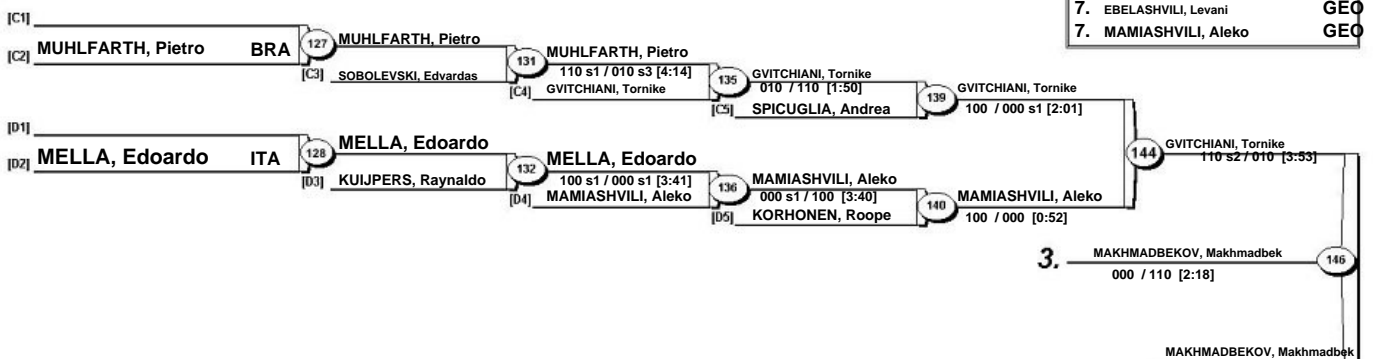 7. EBELASHVILI, Levani GEO
7. MAMIASHVILI, Aleko GEO
[C1]
[C2] MUHLFARTH, Pietro BRA
127
MUHLFARTH, Pietro
[C3] SOBOLEVSKI, Edvardas
131
MUHLFARTH, Pietro
110 s1 / 010 s3 [4:14]
[C4] GVITCHIANI, Tornike
135
GVITCHIANI, Tornike
010 / 110 [1:50]
[C5] SPICUGLIA, Andrea
139
GVITCHIANI, Tornike
100 / 000 s1 [2:01]
[D1]
[D2] MELLA, Edoardo ITA
128
MELLA, Edoardo
[D3] KUIJPERS, Raynaldo
132
MELLA, Edoardo
100 s1 / 000 s1 [3:41]
[D4] MAMIASHVILI, Aleko
136
MAMIASHVILI, Aleko
000 s1 / 100 [3:40]
[D5] KORHONEN, Roope
140
MAMIASHVILI, Aleko
100 / 000 [0:52]
144
GVITCHIANI, Tornike
110 s2 / 010 [3:53]
3. MAKHMADBEKOV, Makhmadbek
000 / 110 [2:18]
146
MAKHMADBEKOV, Makhmadbek